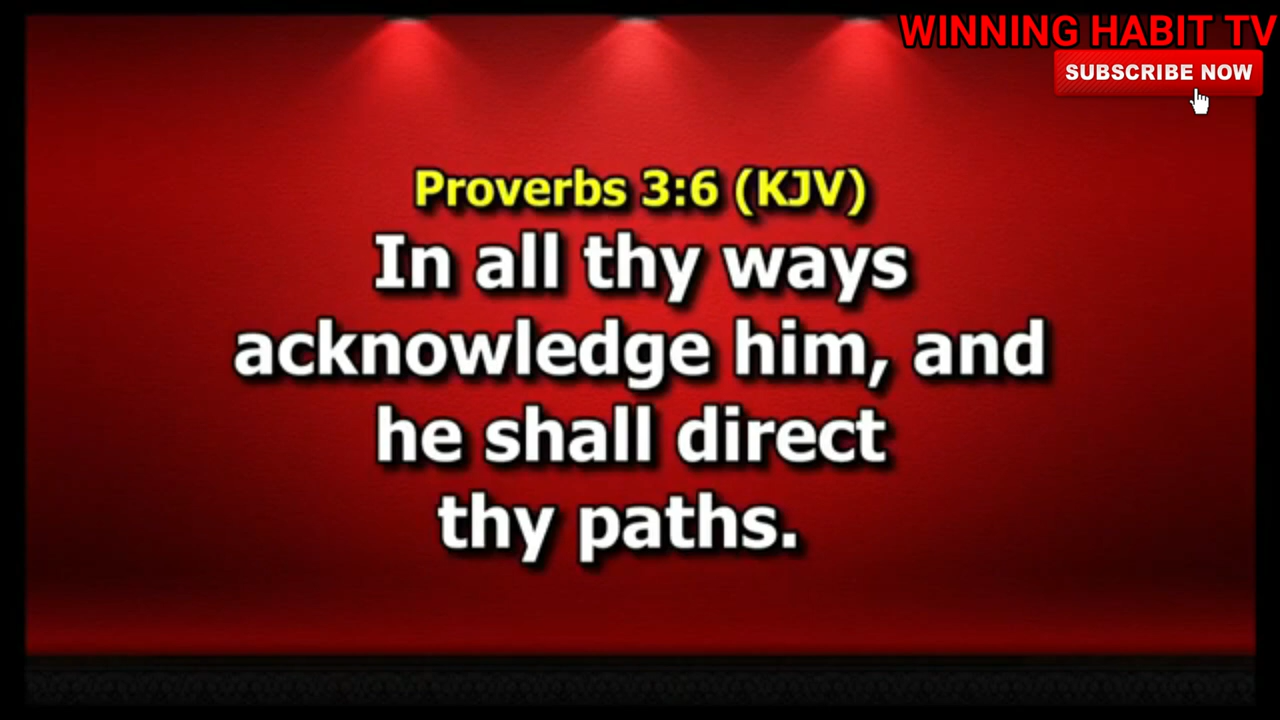 WINNING HABIT TV
SUBSCRIBE NOW
Proverbs 3:6 (KJV)
In all thy ways
acknowledge him, and
he shall direct
thy paths.